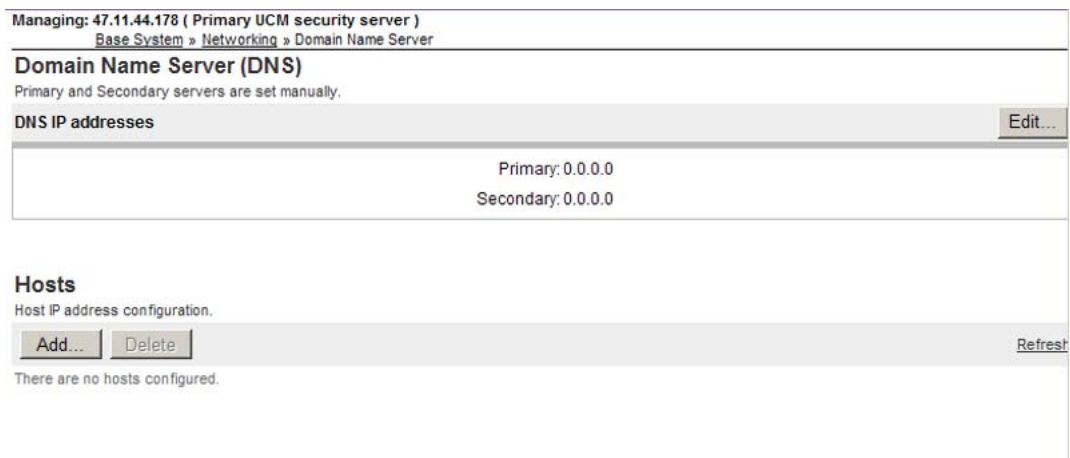 Managing: 47.11.44.178 ( Primary UCM security server )
Base System » Networking » Domain Name Server
Domain Name Server (DNS)
Primary and Secondary servers are set manually.
DNS IP addresses
Edit...
Primary: 0.0.0.0
Secondary: 0.0.0.0
Hosts
Host IP address configuration.
Add... Delete Refresh
There are no hosts configured.